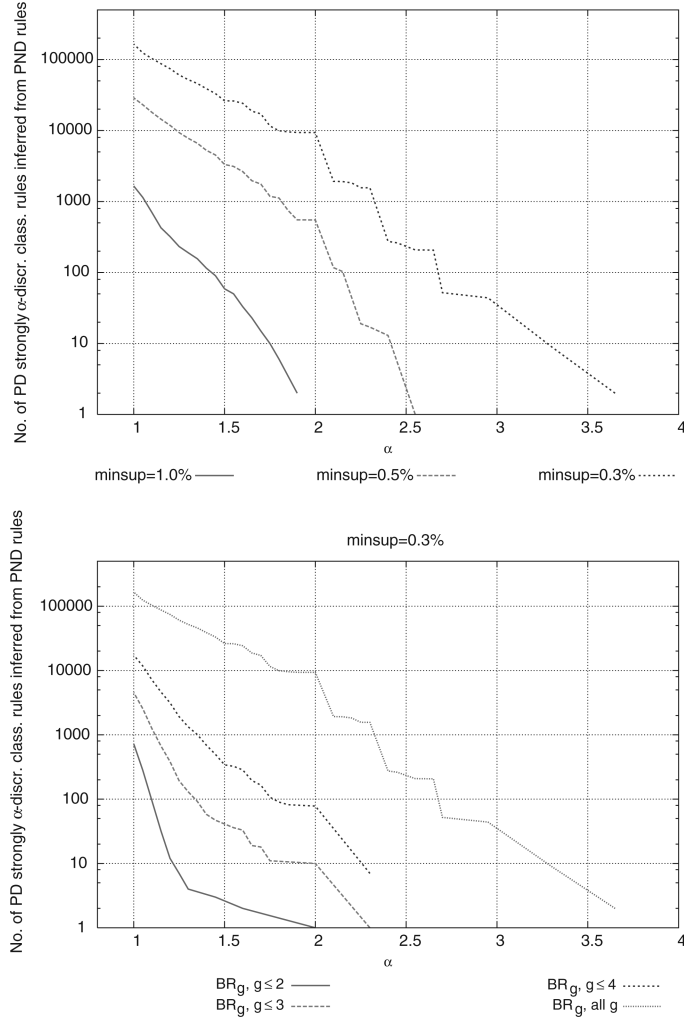 No. of PD strongly α-discr. class. rules inferred from PND rules
100000
10000
1000
100
10
1
1 1.5 2 2.5 3 3.5 4
α
minsup=1.0% minsup=0.5% minsup=0.3%
minsup=0.3%
No. of PD strongly α-discr. class. rules inferred from PND rules
100000
10000
1000
100
10
1
1 1.5 2 2.5 3 3.5 4
α
BRg, g≤2 BRg, g≤4
BRg, g≤3 BRg, all g